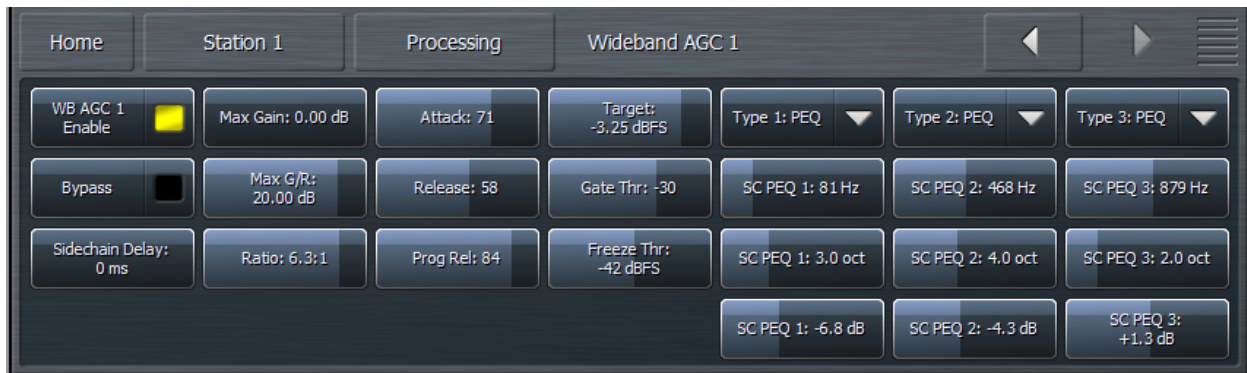 Home
Station 1
Processing
Wideband AGC 1
WB AGC 1
Enable
Max Gain: 0.00 dB
Attack: 71
Target:
-3.25 dBFS
Type 1: PEQ
Type 2: PEQ
Type 3: PEQ
Bypass
Max G/R:
20.00 dB
Release: 58
Gate Thr: -30
SC PEQ 1: 81 Hz
SC PEQ 2: 468 Hz
SC PEQ 3: 879 Hz
Sidechain Delay:
0 ms
Ratio: 6.3:1
Prog Rel: 84
Freeze Thr:
-42 dBFS
SC PEQ 1: 3.0 oct
SC PEQ 2: 4.0 oct
SC PEQ 3: 2.0 oct
SC PEQ 1: -6.8 dB
SC PEQ 2: -4.3 dB
SC PEQ 3:
+1.3 dB